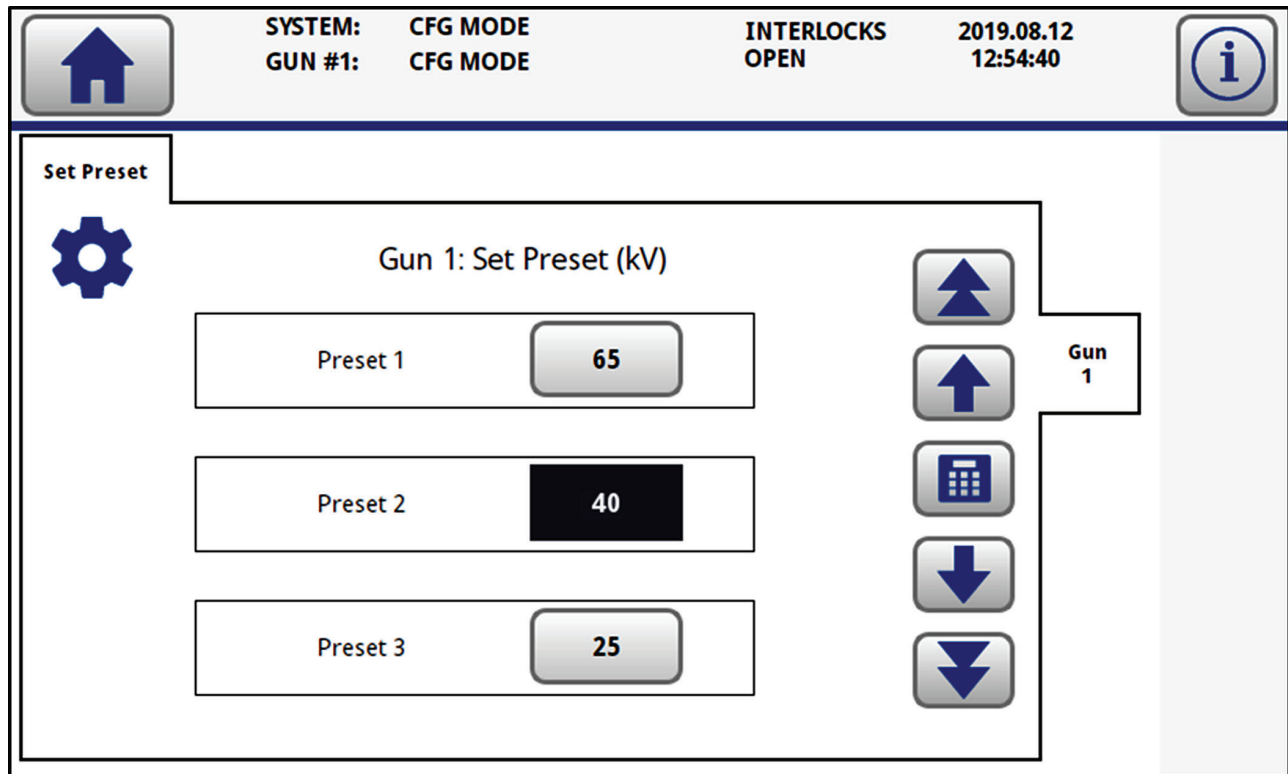 SYSTEM: CFG MODE
GUN #1: CFG MODE
INTERLOCKS
OPEN
2019.08.12
12:54:40
i
Set Preset
Gun 1: Set Preset (kV)
Preset 1 65
Preset 2 40
Preset 3 25
Gun
1